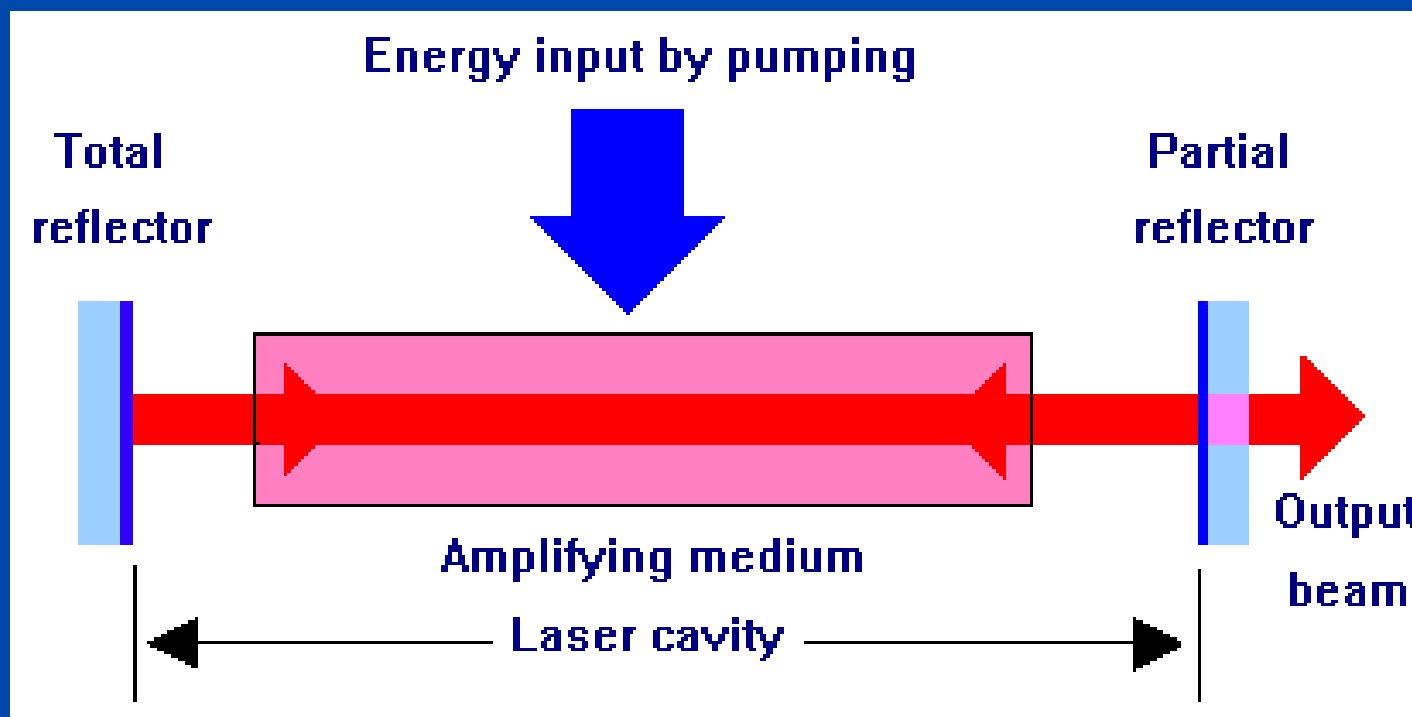 Energy input by pumping
Total
reflector
Partial
reflector
Output
beam
Amplifying medium
Laser cavity